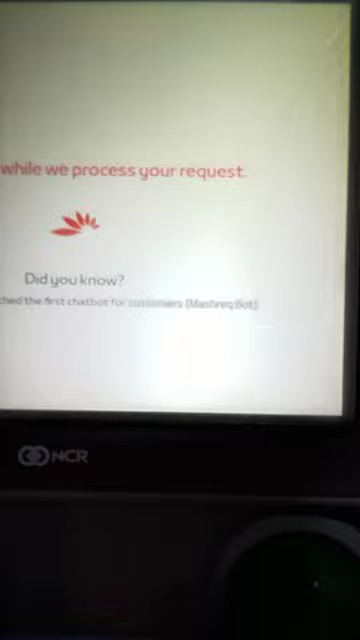 while we process your request.
Did you know?
ched the first chatbot for customers (Mashreq Bot).
NCR